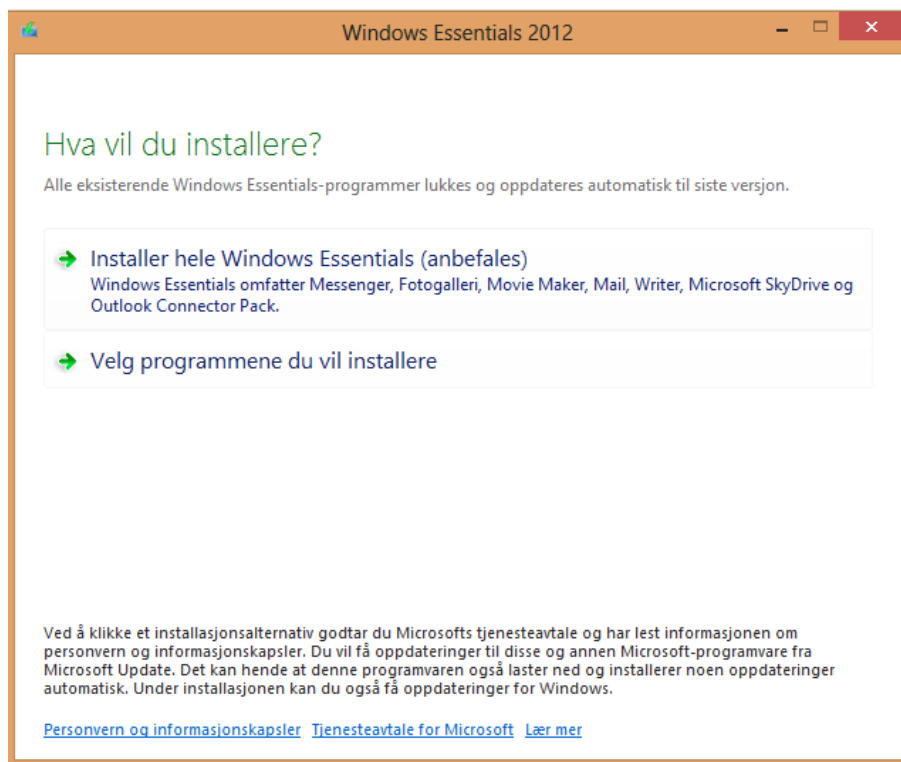 Windows Essentials 2012
Hva vil du installere?
Alle eksisterende Windows Essentials-programmer lukkes og oppdateres automatisk til siste versjon.
Installer hele Windows Essentials (anbefales)
Windows Essentials omfatter Messenger, Fotogalleri, Movie Maker, Mail, Writer, Microsoft SkyDrive og
Outlook Connector Pack.
Velg programmene du vil installere
Ved å klikke et installasjonsalternativ godtar du Microsofts tjenesteavtale og har lest informasjonen om
personvern og informasjonskapsler. Du vil få oppdateringer til disse og annen Microsoft-programvare fra
Microsoft Update. Det kan hende at denne programvaren også laster ned og installerer noen oppdateringer
automatisk. Under installasjonen kan du også få oppdateringer for Windows.
Personvern og informasjonskapsler Tjenesteavtale for Microsoft Lær mer